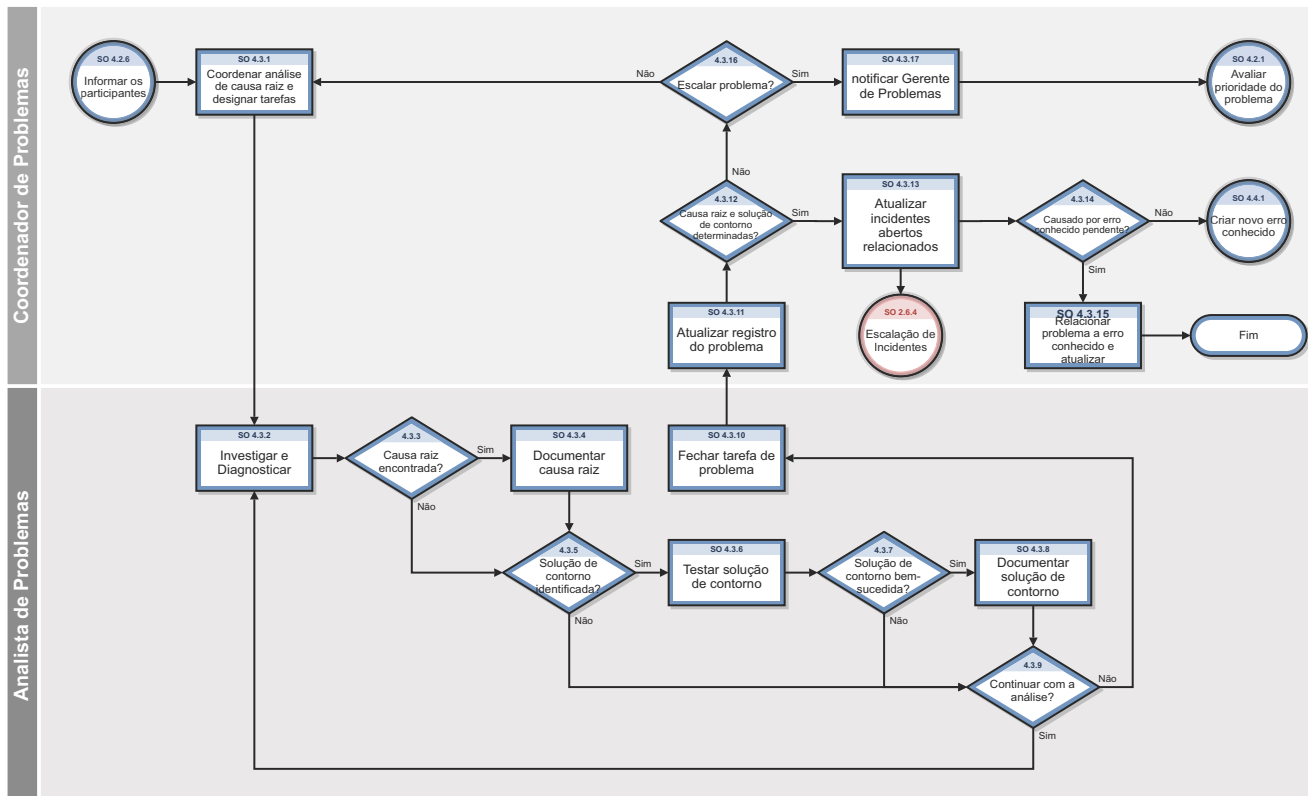 Coordenador de Problemas
SO 4.2.6
Informar os
participantes
SO 4.3.1
Coordenar análise
de causa raiz e
designar tarefas
Não
4.3.16
Escalar problema?
Sim
SO 4.3.17
notificar Gerente
de Problemas
SO 4.2.1
Avaliar
prioridade do
problema
Não
4.3.12
Causa raiz e solução
de contorno
determinadas?
Sim
SO 4.3.13
Atualizar
incidentes
abertos
relacionados
4.3.14
Causado por erro
conhecido pendente?
Não
SO 4.4.1
Criar novo erro
conhecido
Sim
SO 4.3.11
Atualizar registro
do problema
SO 2.6.4
Escalação de
Incidentes
SO 4.3.15
Relacionar
problema a erro
conhecido e
atualizar
Fim
Analista de Problemas
SO 4.3.2
Investigar e
Diagnosticar
4.3.3
Causa raiz
encontrada?
Sim
Não
SO 4.3.4
Documentar
causa raiz
SO 4.3.10
Fechar tarefa de
problema
4.3.5
Solução de
contorno
identificada?
Sim
Não
SO 4.3.6
Testar solução
de contorno
4.3.7
Solução de
contorno bem-
sucedida?
Sim
Não
SO 4.3.8
Documentar
solução de
contorno
4.3.9
Continuar com a
análise?
Não
Sim